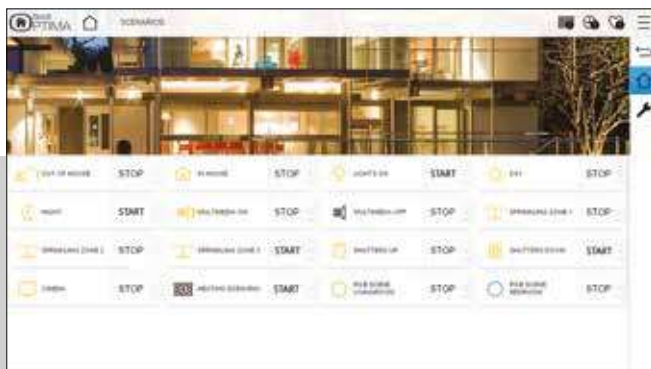 OPTIMA
SCENARIOS
OUT OF HOUSE STOP
IN HOUSE STOP
LIGHTS ON START
DAY STOP
NIGHT START
MULTIMEDIA ON STOP
MULTIMEDIA OFF STOP
SPRINKLING ZONE 1 STOP
SPRINKLING ZONE 2 STOP
SPRINKLING ZONE 3 START
SHUTTERS UP STOP
SHUTTERS DOWN START
CINEMA STOP
HEATING SCENARIO START
RGB SCENE
STOP
RGB SCENE
BEDROOM
STOP